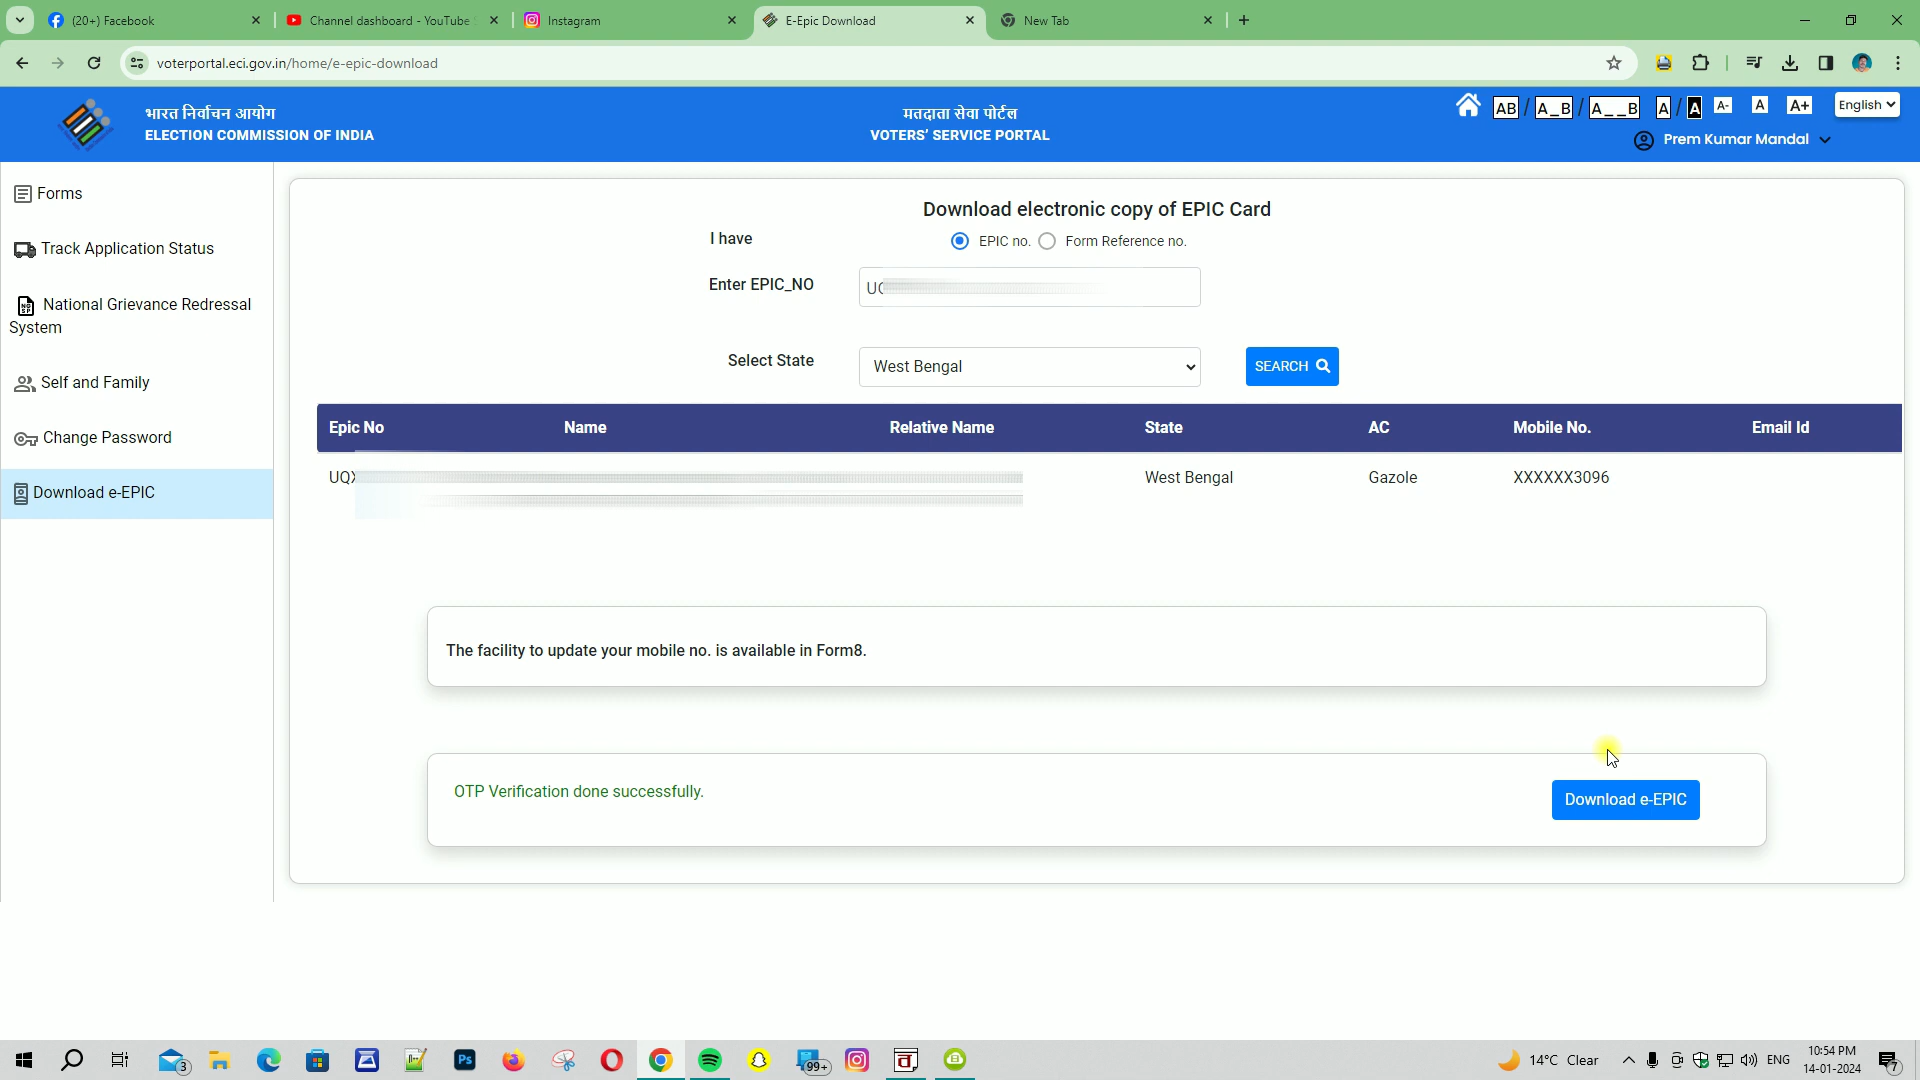 (20+) Facebook
Channel dashboard - YouTube
Instagram
E-Epic Download
New Tab
voterportal.eci.gov.in/home/e-epic-download
भारत निर्वाचन आयोग
ELECTION COMMISSION OF INDIA
मतदाता सेवा पोर्टल
VOTERS' SERVICE PORTAL
AB / A_B / A__B A / A A- A A+ English
Prem Kumar Mandal
Forms
Track Application Status
National Grievance Redressal
System
Self and Family
Change Password
Download e-EPIC
Download electronic copy of EPIC Card
I have EPIC no. Form Reference no.
Enter EPIC_NO
Select State West Bengal SEARCH
Epic No Name Relative Name State AC Mobile No. Email Id
West Bengal Gazole XXXXXX3096
The facility to update your mobile no. is available in Form8.
OTP Verification done successfully.
Download e-EPIC
3
Ps
99+
14°C Clear
ENG
10:54 PM
14-01-2024
7